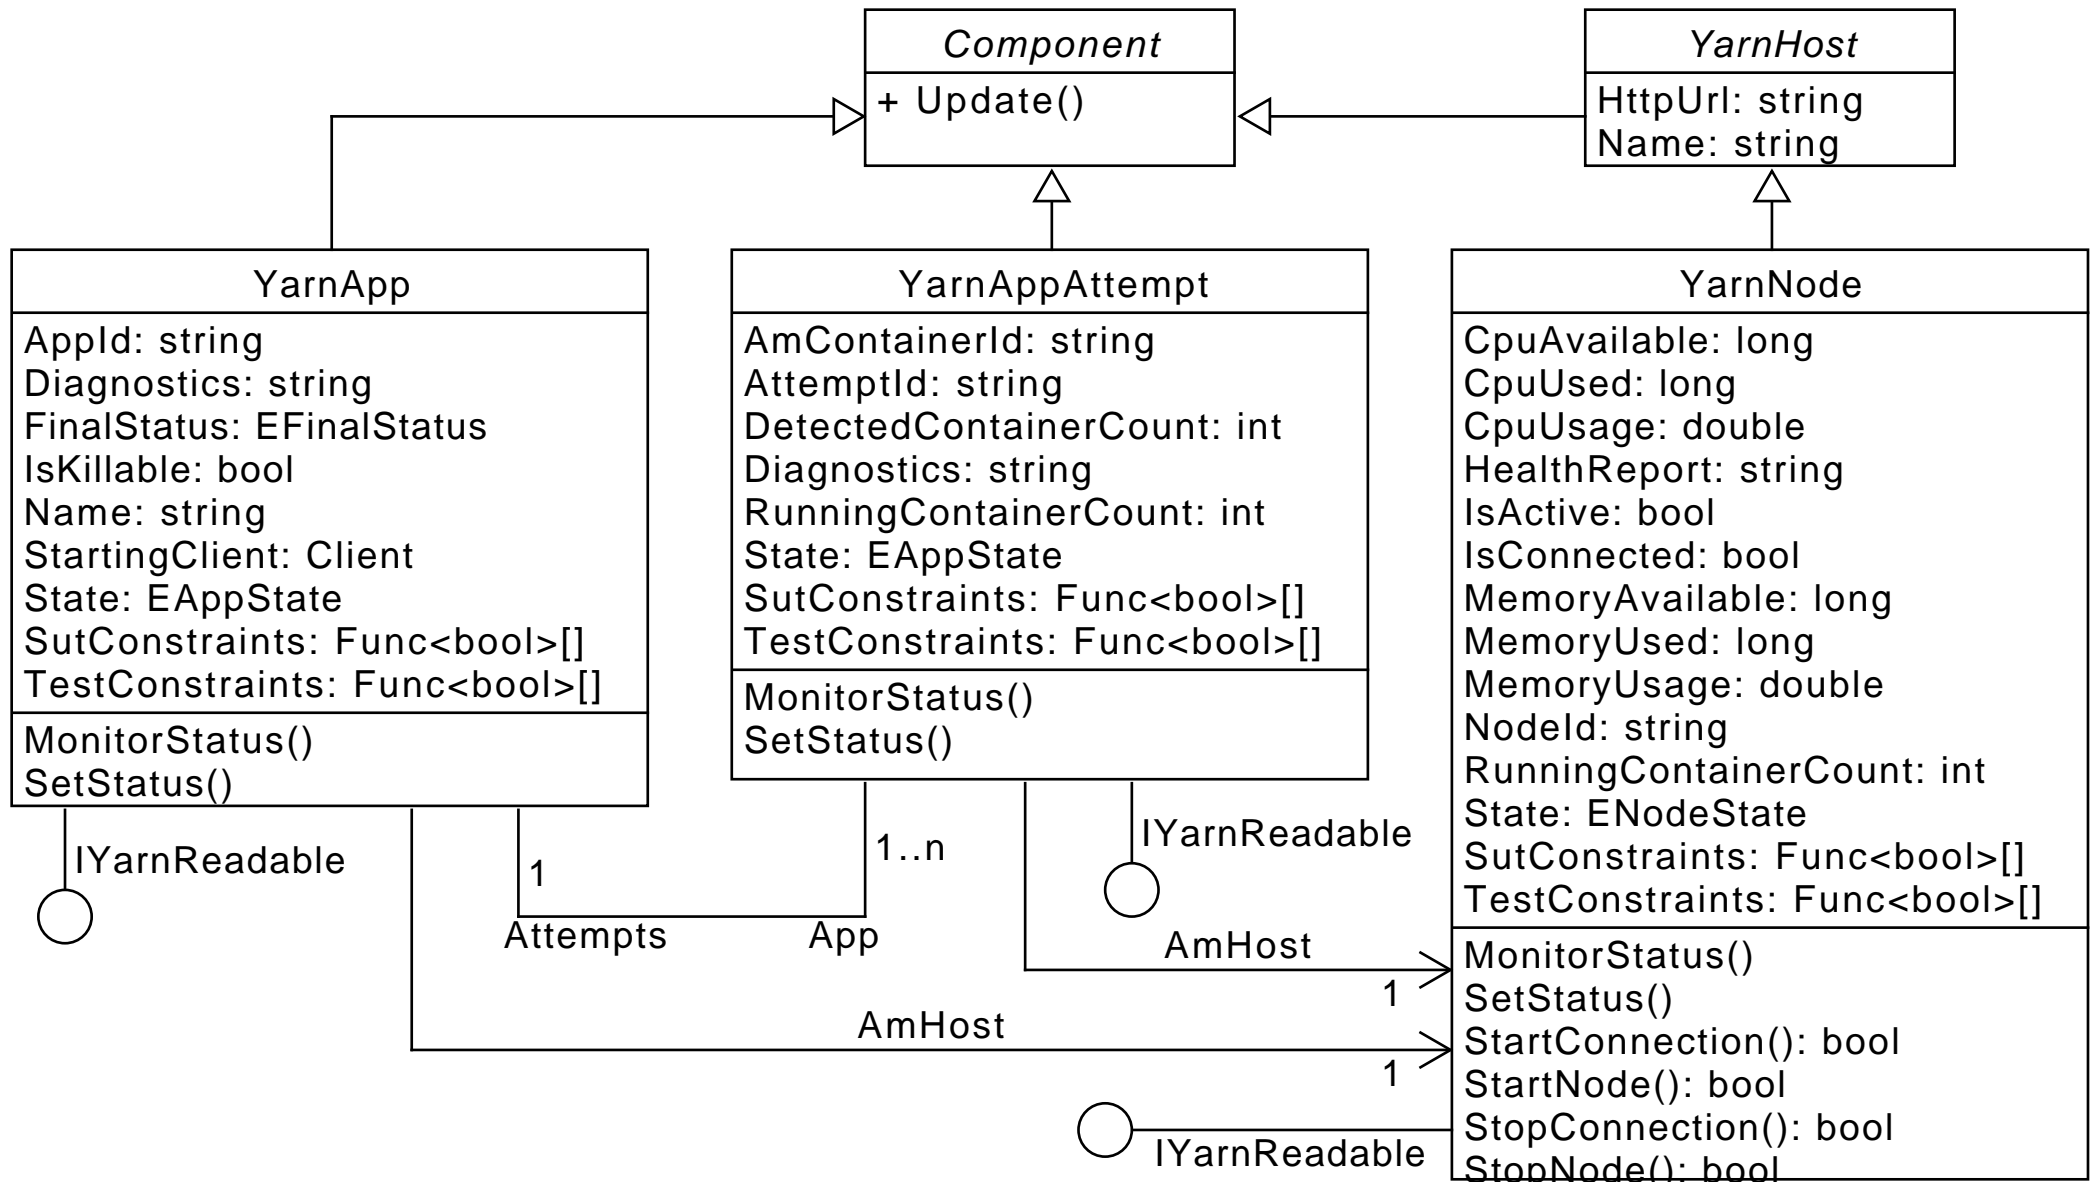 Component
+ Update()
YarnHost
HttpUrl: string
Name: string
YarnApp
AppId: string
Diagnostics: string
FinalStatus: EFinalStatus
IsKillable: bool
Name: string
StartingClient: Client
State: EAppState
SutConstraints: Func<bool>[]
TestConstraints: Func<bool>[]
MonitorStatus()
SetStatus()
YarnAppAttempt
AmContainerId: string
AttemptId: string
DetectedContainerCount: int
Diagnostics: string
RunningContainerCount: int
State: EAppState
SutConstraints: Func<bool>[]
TestConstraints: Func<bool>[]
MonitorStatus()
SetStatus()
YarnNode
CpuAvailable: long
CpuUsed: long
CpuUsage: double
HealthReport: string
IsActive: bool
IsConnected: bool
MemoryAvailable: long
MemoryUsed: long
MemoryUsage: double
NodeId: string
RunningContainerCount: int
State: ENodeState
SutConstraints: Func<bool>[]
TestConstraints: Func<bool>[]
MonitorStatus()
SetStatus()
StartConnection(): bool
StartNode(): bool
StopConnection(): bool
StopNode(): bool
IYarnReadable
1
1..n
IYarnReadable
Attempts
App
AmHost
1
AmHost
1
IYarnReadable